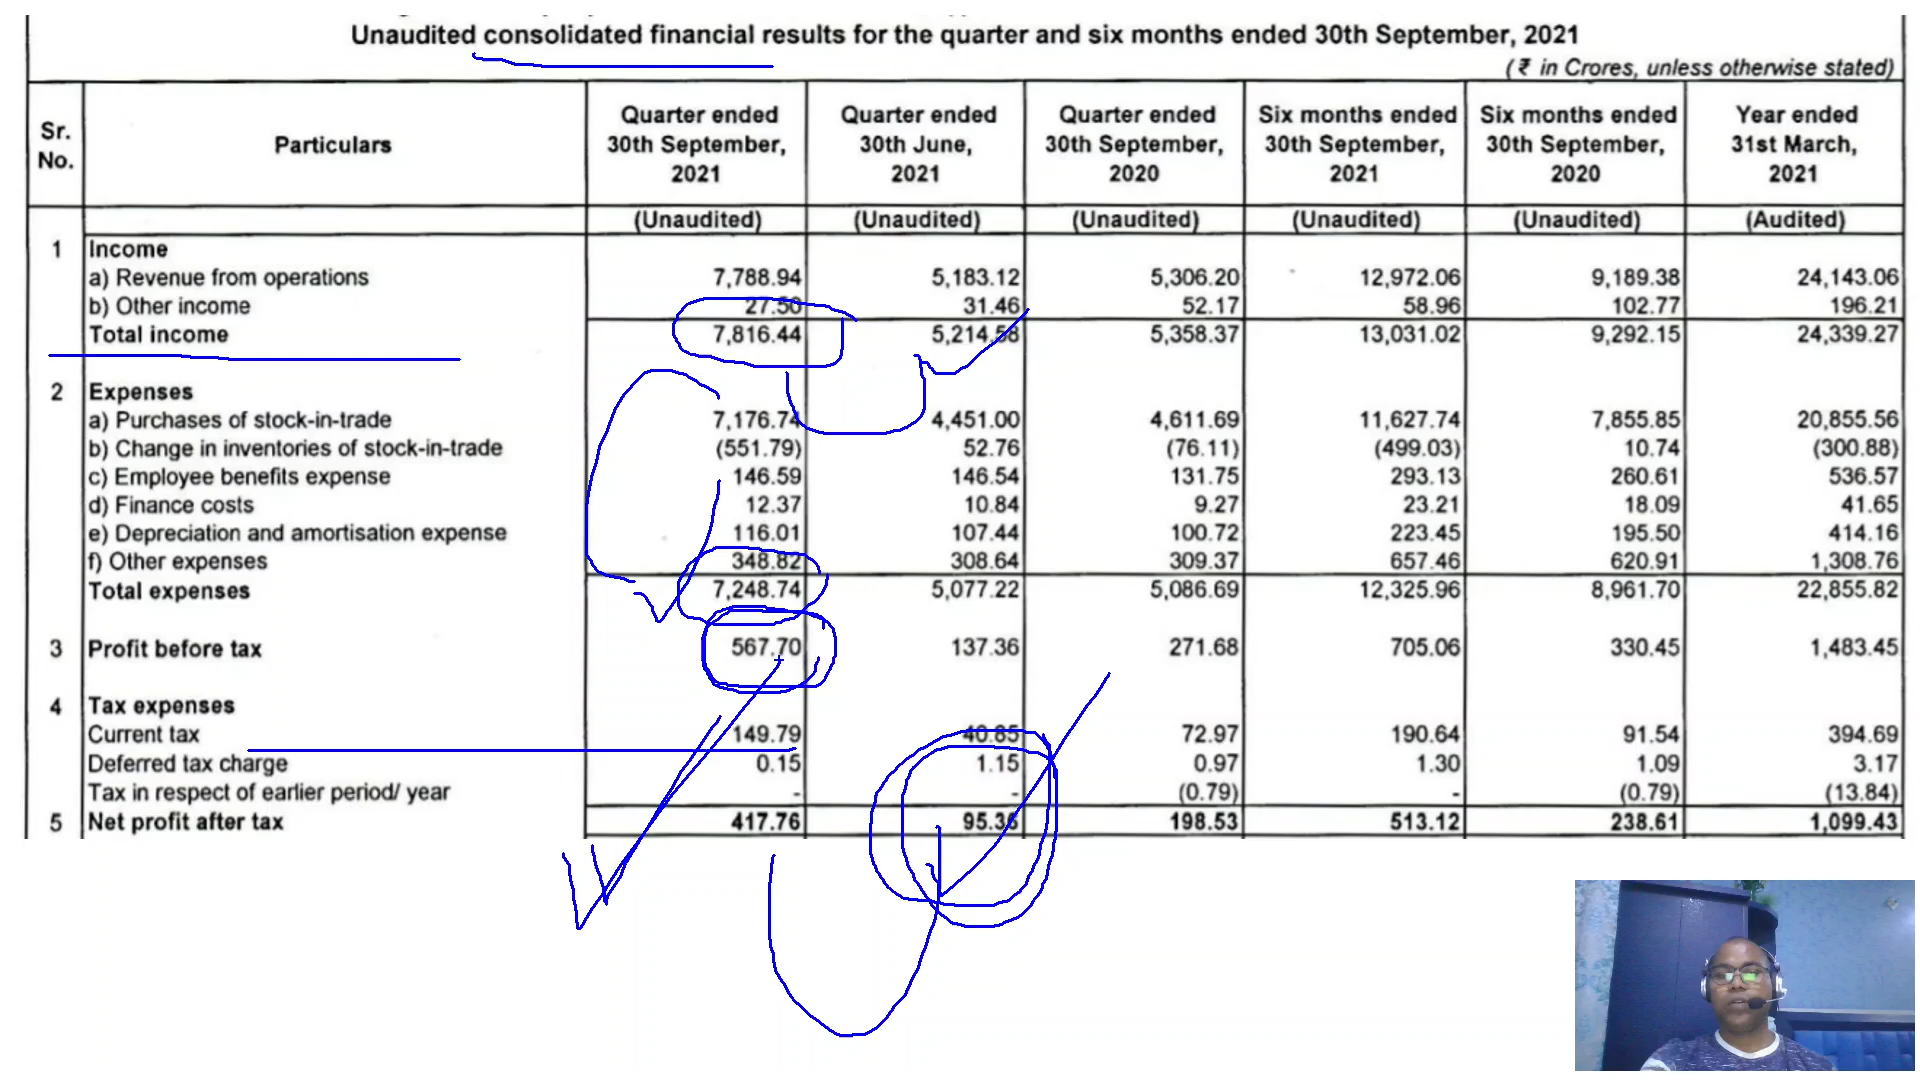 Unaudited consolidated financial results for the quarter and six months ended 30th September, 2021
(₹ in Crores, unless otherwise stated)
Sr. No. Particulars Quarter ended 30th September, 2021 Quarter ended 30th June, 2021 Quarter ended 30th September, 2020 Six months ended 30th September, 2021 Six months ended 30th September, 2020 Year ended 31st March, 2021
(Unaudited) (Unaudited) (Unaudited) (Unaudited) (Unaudited) (Audited)
1 Income
a) Revenue from operations 7,788.94 5,183.12 5,306.20 12,972.06 9,189.38 24,143.06
b) Other income 27.50 31.46 52.17 58.96 102.77 196.21
Total income 7,816.44 5,214.58 5,358.37 13,031.02 9,292.15 24,339.27
2 Expenses
a) Purchases of stock-in-trade 7,176.74 4,451.00 4,611.69 11,627.74 7,855.85 20,855.56
b) Change in inventories of stock-in-trade (551.79) 52.76 (76.11) (499.03) 10.74 (300.88)
c) Employee benefits expense 146.59 146.54 131.75 293.13 260.61 536.57
d) Finance costs 12.37 10.84 9.27 23.21 18.09 41.65
e) Depreciation and amortisation expense 116.01 107.44 100.72 223.45 195.50 414.16
f) Other expenses 348.82 308.64 309.37 657.46 620.91 1,308.76
Total expenses 7,248.74 5,077.22 5,086.69 12,325.96 8,961.70 22,855.82
3 Profit before tax 567.70 137.36 271.68 705.06 330.45 1,483.45
4 Tax expenses
Current tax 149.79 40.85 72.97 190.64 91.54 394.69
Deferred tax charge 0.15 1.15 0.97 1.30 1.09 3.17
Tax in respect of earlier period/ year - - (0.79) - (0.79) (13.84)
5 Net profit after tax 417.76 95.36 198.53 513.12 238.61 1,099.43